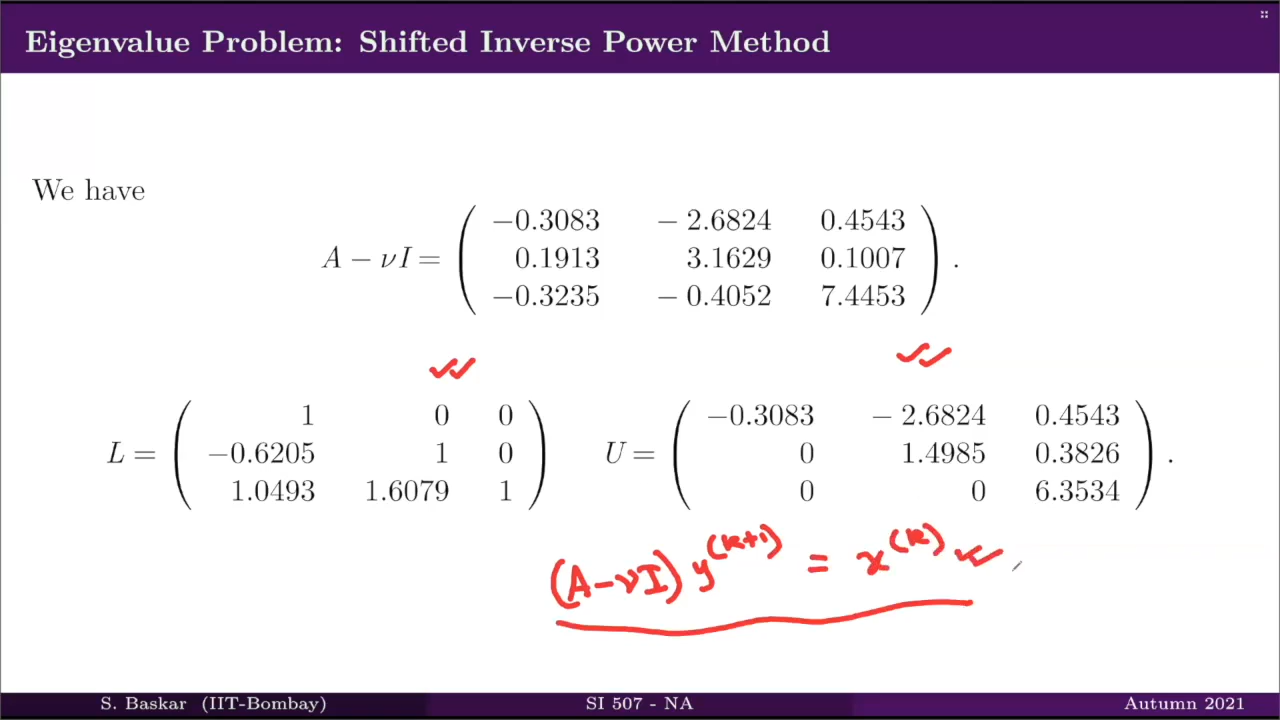 Eigenvalue Problem: Shifted Inverse Power Method
We have
−0.3083 − 2.6824 0.4543
A − νI = 0.1913 3.1629 0.1007 .
−0.3235 − 0.4052 7.4453
1 0 0 −0.3083 − 2.6824 0.4543
L = −0.6205 1 0 U = 0 1.4985 0.3826 .
1.0493 1.6079 1 0 0 6.3534
(A−νI) y^(k+1) = x^(k)
S. Baskar (IIT-Bombay) SI 507 - NA Autumn 2021